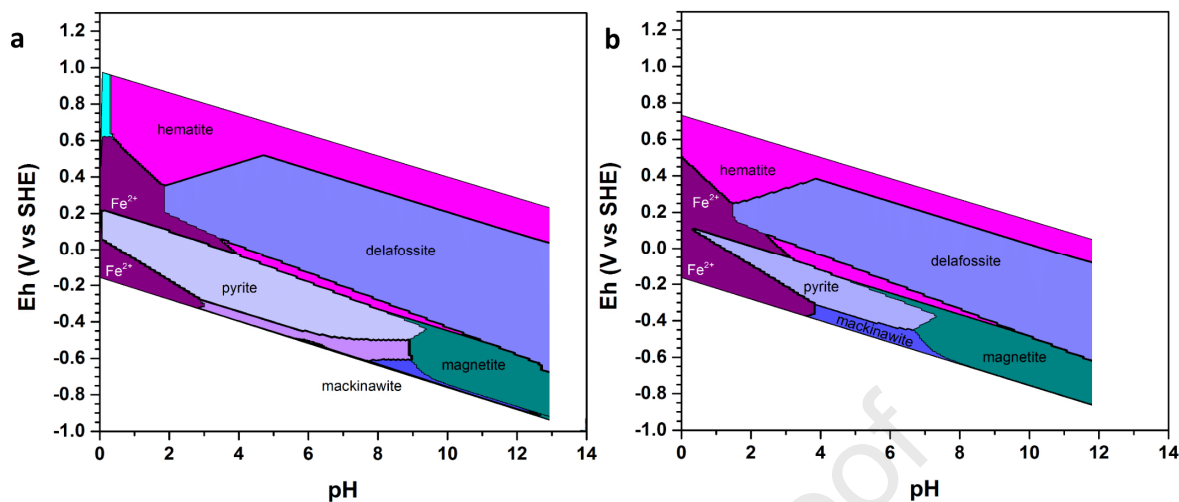 a
1.2
1.0
0.8
0.6
0.4
0.2
0.0
-0.2
-0.4
-0.6
-0.8
-1.0
Eh (V vs SHE)
hematite
Fe2+
delafossite
Fe2+
pyrite
magnetite
mackinawite
0 2 4 6 8 10 12 14
pH
b
1.2
1.0
0.8
0.6
0.4
0.2
0.0
-0.2
-0.4
-0.6
-0.8
-1.0
Eh (V vs SHE)
hematite
Fe2+
delafossite
Fe2+
pyrite
mackinawite
magnetite
0 2 4 6 8 10 12 14
pH
oof